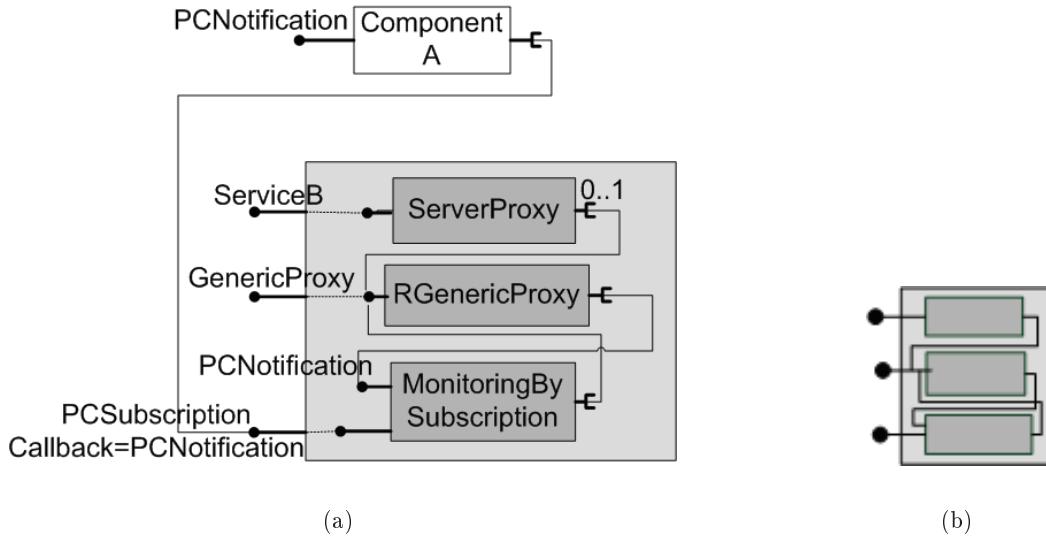 PCNotification
Component
A
ServiceB
0..1
ServerProxy
GenericProxy
RGenericProxy
PCNotification
MonitoringBy
Subscription
PCSubscription
Callback=PCNotification
(a)
(b)